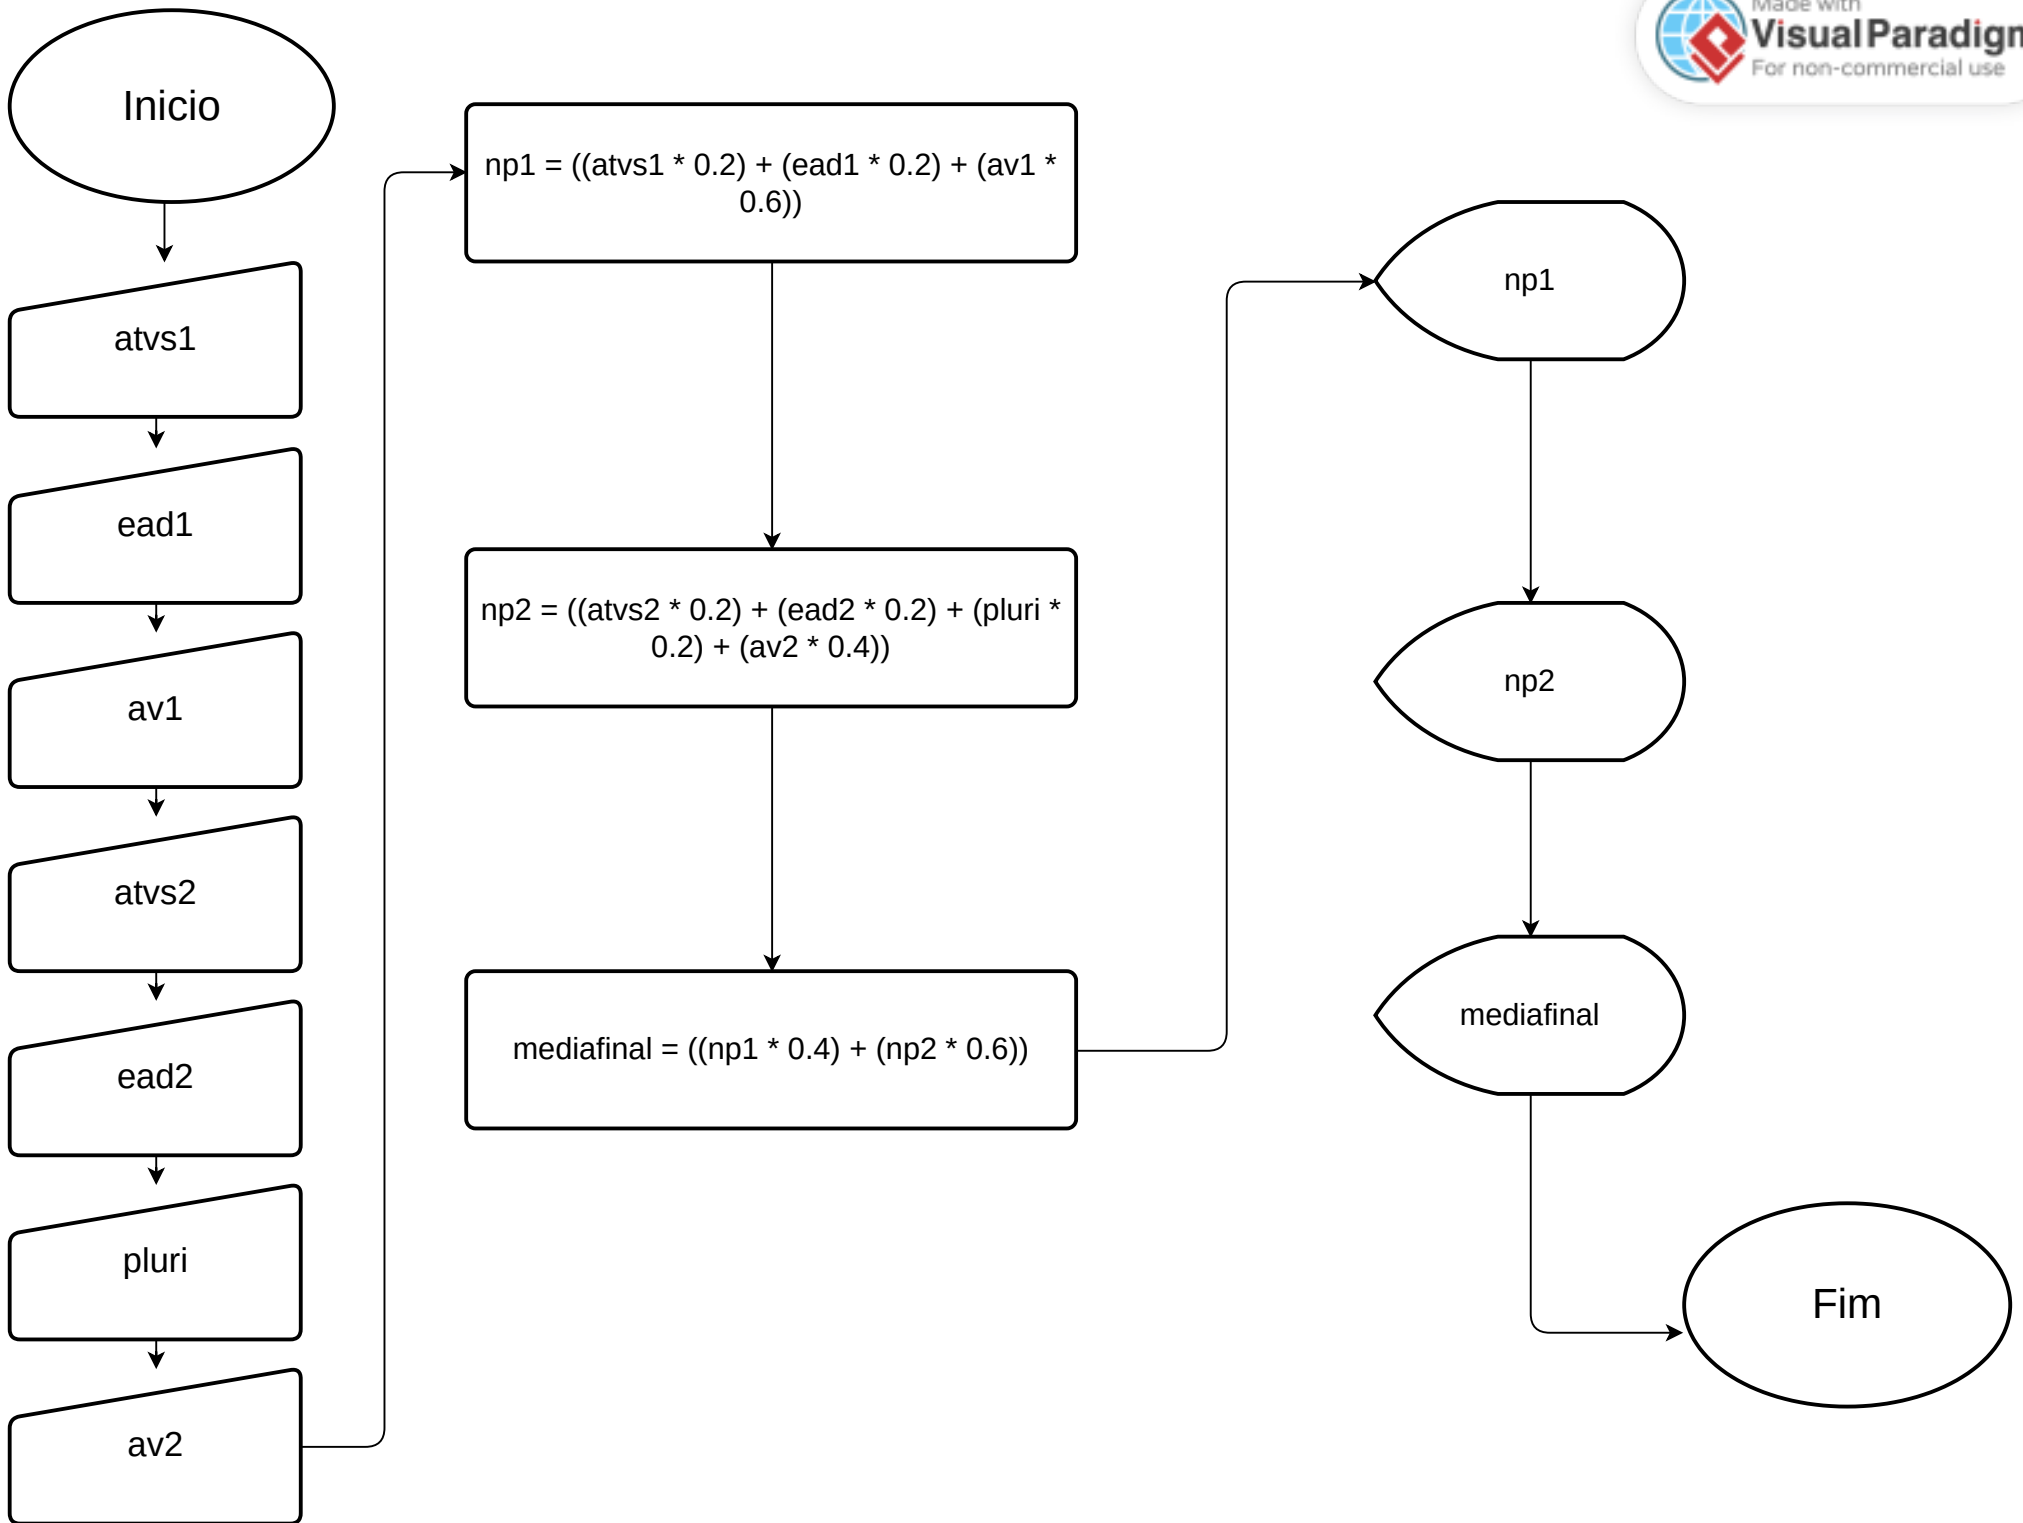 Inicio
atvs1
ead1
av1
atvs2
ead2
pluri
av2
np1 = ((atvs1 * 0.2) + (ead1 * 0.2) + (av1 *
0.6))
np2 = ((atvs2 * 0.2) + (ead2 * 0.2) + (pluri *
0.2) + (av2 * 0.4))
mediafinal = ((np1 * 0.4) + (np2 * 0.6))
Made with
Visual Paradigm
For non-commercial use
np1
np2
mediafinal
Fim